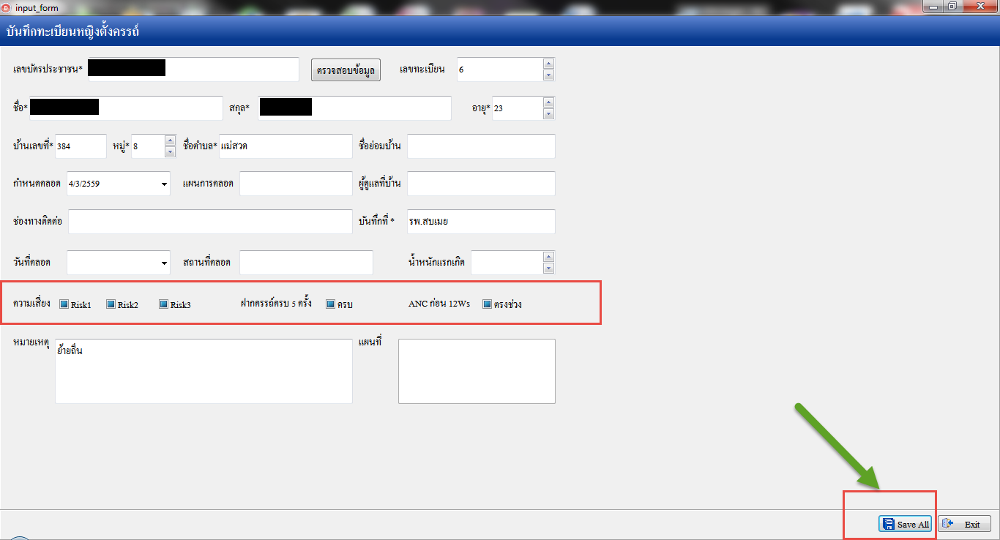 input_form
บันทึกทะเบียนหญิงตั้งครรถ์
เลขบัตรประชาชน* ตรวจสอบข้อมูล เลขทะเบียน 6
ชื่อ* สกุล* อายุ* 23
บ้านเลขที่* 384 หมู่* 8 ชื่อตำบล* แม่สวด ชื่อย่อมบ้าน
กำหนดคลอด 4/3/2559 แผนการคลอด ผู้ดูแลที่บ้าน
ช่องทางติดต่อ บันทึกที่ * รพ.สบเมย
วันที่คลอด สถานที่คลอด น้ำหนักแรกเกิด
ความเสี่ยง Risk1 Risk2 Risk3 ฝากครรถ์ครบ 5 ครั้ง ครบ ANC ก่อน 12Ws ตรงช่วง
หมายเหตุ ย้ายถิ่น แผนที่
Save All Exit